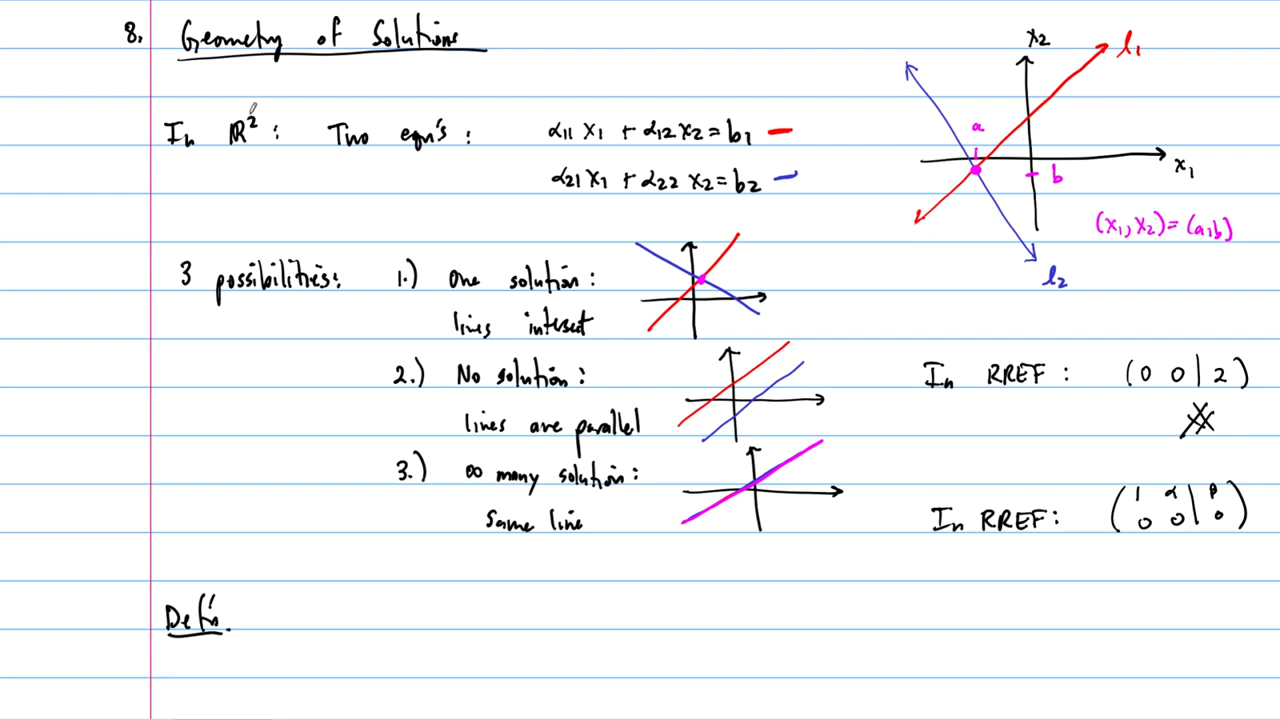 8. Geometry of Solutions
In ℝ²: Two eqn's: α₁₁ x₁ + α₁₂ x₂ = b₁
α₂₁ x₁ + α₂₂ x₂ = b₂
x₂
l₁
a
x₁
b
(x₁, x₂) = (a, b)
l₂
3 possibilities: 1.) One solution:
lines interset
2.) No solution:
lines are parallel
In RREF: (0 0 | 2)
3.) ∞ many solution:
Same line
In RREF: (1 α | β
0 0 | 0)
Def'n.